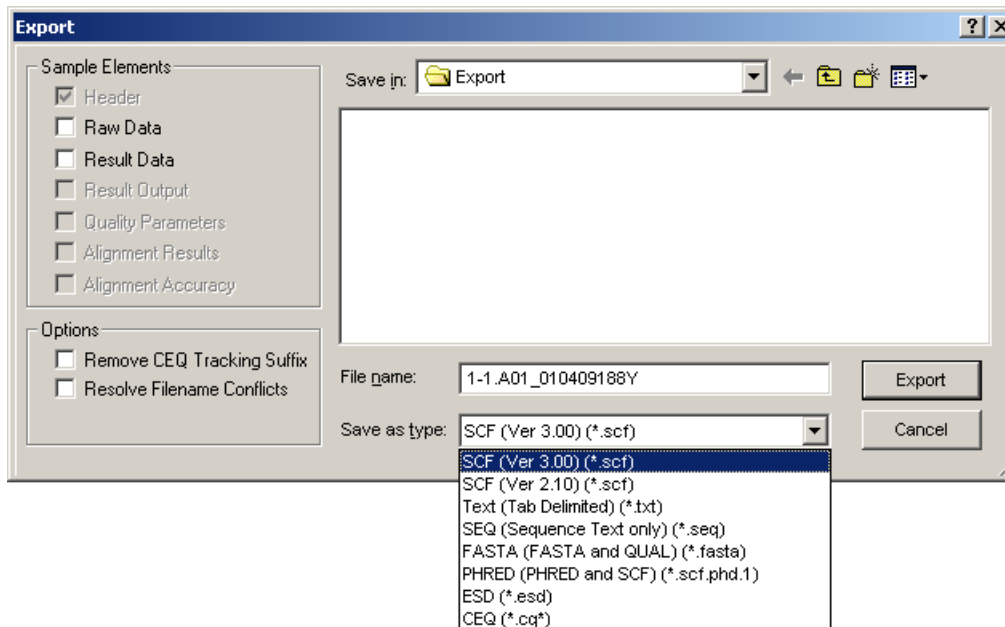 Export
Sample Elements
Header
Raw Data
Result Data
Result Output
Quality Parameters
Alignment Results
Alignment Accuracy
Options
Remove CEQ Tracking Suffix
Resolve Filename Conflicts
Save in: Export
File name: 1-1.A01_010409188Y
Export
Save as type: SCF (Ver 3.00) (*.scf)
Cancel
SCF (Ver 3.00) (*.scf)
SCF (Ver 2.10) (*.scf)
Text (Tab Delimited) (*.txt)
SEQ (Sequence Text only) (*.seq)
FASTA (FASTA and QUAL) (*.fasta)
PHRED (PHRED and SCF) (*.scf.phd.1)
ESD (*.esd)
CEQ (*.cq*)